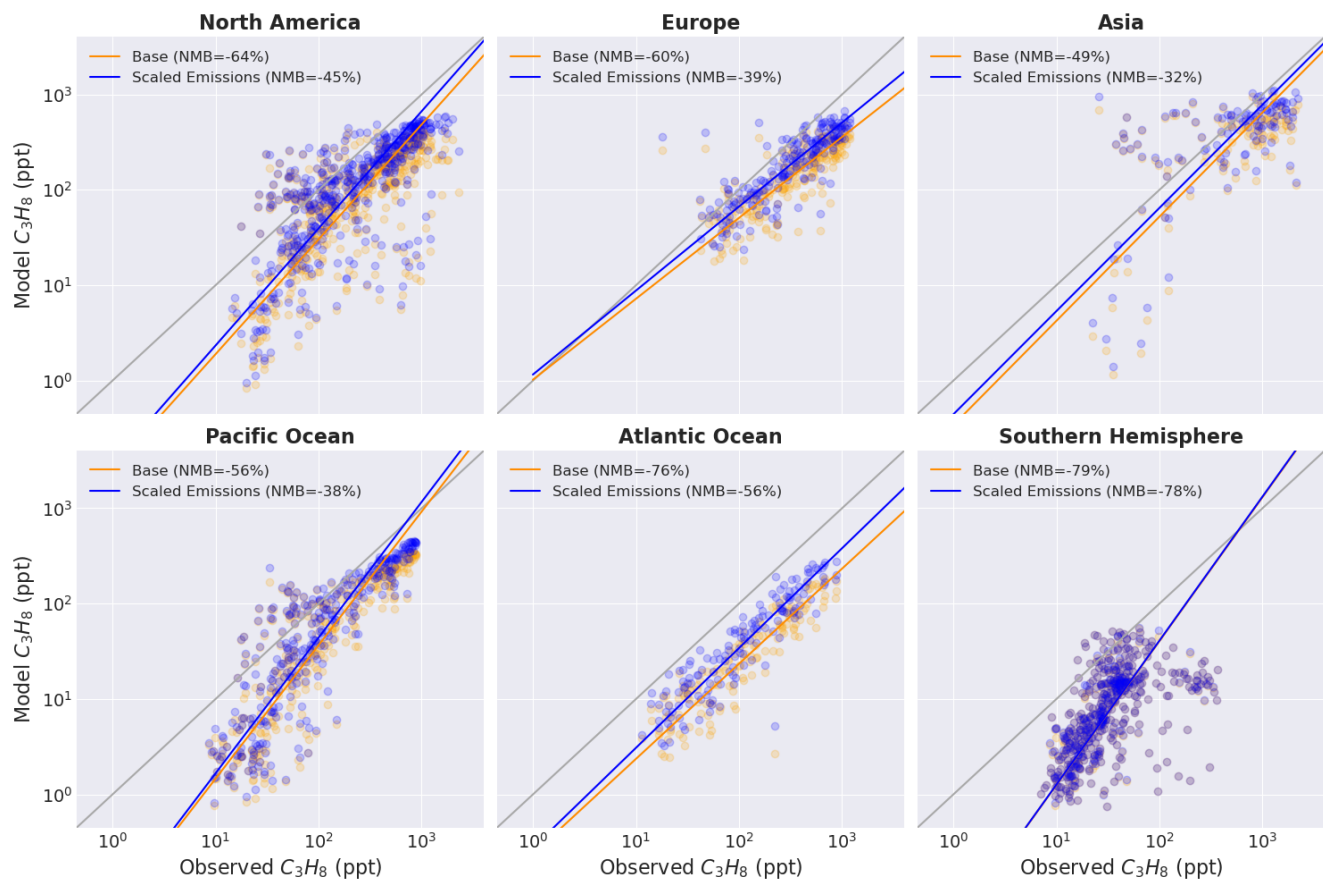 North America
Base (NMB=-64%)
Scaled Emissions (NMB=-45%)
Europe
Base (NMB=-60%)
Scaled Emissions (NMB=-39%)
Asia
Base (NMB=-49%)
Scaled Emissions (NMB=-32%)
Model C₃H₈ (ppt)
10³
10²
10¹
10⁰
Pacific Ocean
Base (NMB=-56%)
Scaled Emissions (NMB=-38%)
Atlantic Ocean
Base (NMB=-76%)
Scaled Emissions (NMB=-56%)
Southern Hemisphere
Base (NMB=-79%)
Scaled Emissions (NMB=-78%)
Model C₃H₈ (ppt)
10³
10²
10¹
10⁰
10⁰ 10¹ 10² 10³
Observed C₃H₈ (ppt)
10⁰ 10¹ 10² 10³
Observed C₃H₈ (ppt)
10⁰ 10¹ 10² 10³
Observed C₃H₈ (ppt)